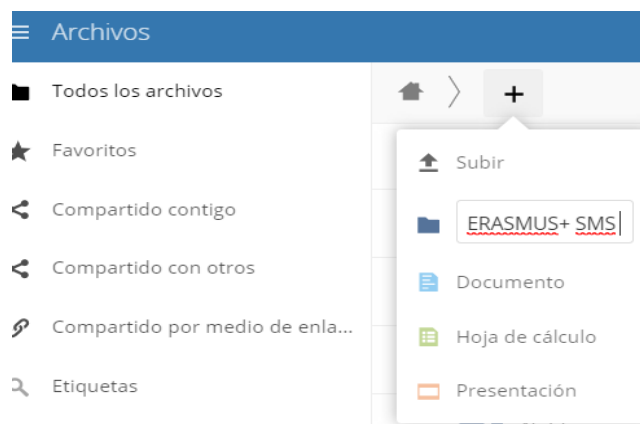 Archivos
Todos los archivos
Favoritos
Compartido contigo
Compartido con otros
Compartido por medio de enla...
Etiquetas
+
Subir
ERASMUS+ SMS
Documento
Hoja de cálculo
Presentación